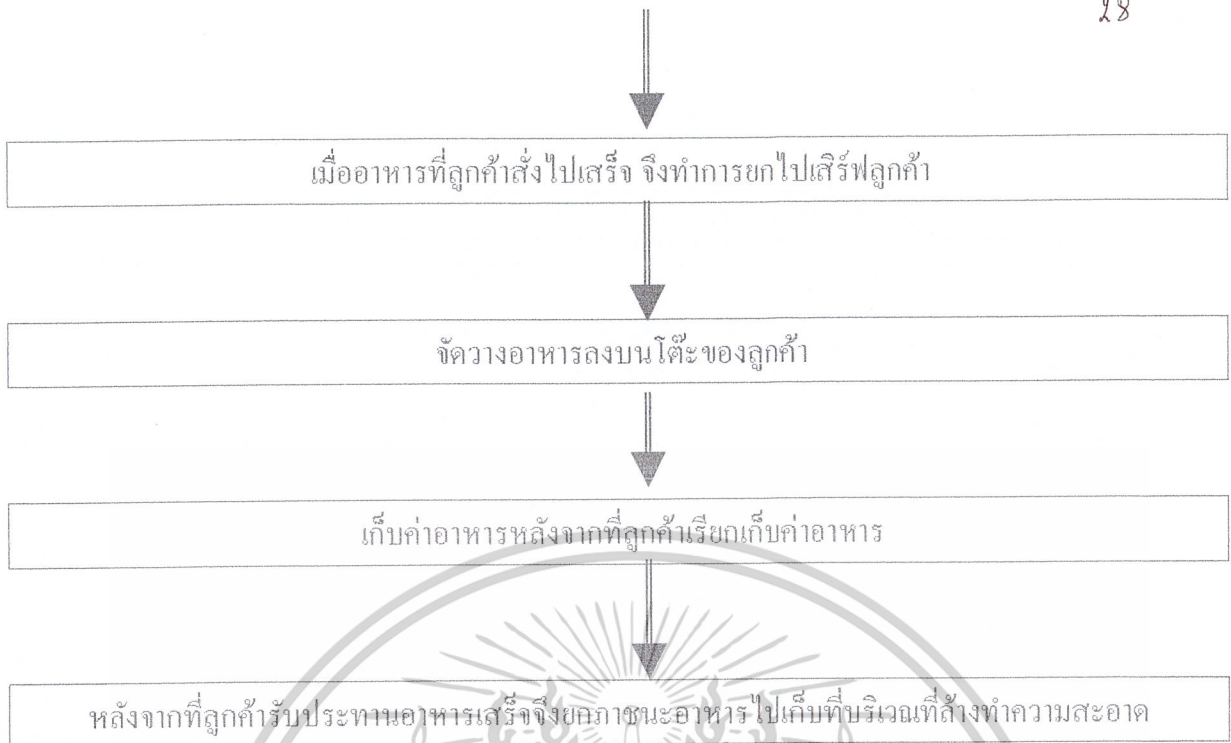 28
เมื่ออาหารที่ลูกค้าสั่งไปเสร็จ จึงทำการยกไปเสิร์ฟลูกค้า
จัดวางอาหารลงบนโต๊ะของลูกค้า
เก็บค่าอาหารหลังจากที่ลูกค้าเรียกเก็บค่าอาหาร
หลังจากที่ลูกค้ารับประทานอาหารเสร็จจึงยกภาชนะอาหารไปเก็บที่บริเวณที่ล้างทำความสะอาด